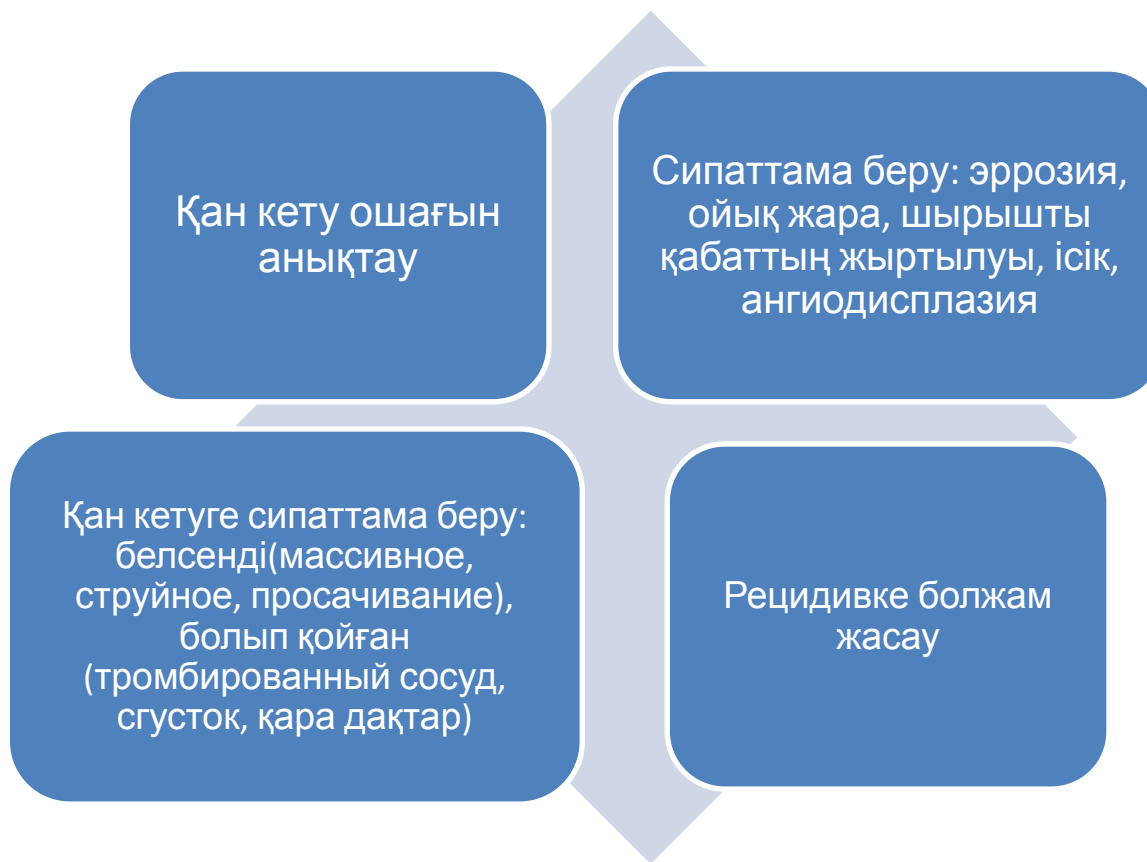 Қан кету ошағын
анықтау
Сипаттама беру: эррозия,
ойық жара, шырышты
қабаттың жыртылуы, ісік,
ангиодисплазия
Қан кетуге сипаттама беру:
белсенді(массивное,
струйное, просачивание),
болып қойған
(тромбированный сосуд,
сгусток, қара дақтар)
Рецидивке болжам
жасау